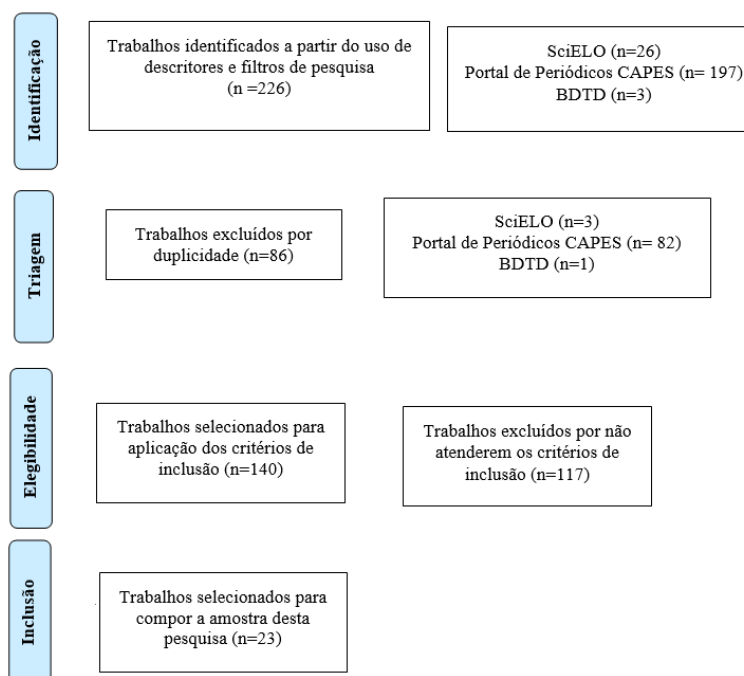 Identificação
Trabalhos identificados a partir do uso de
descritores e filtros de pesquisa
(n =226)
SciELO (n=26)
Portal de Periódicos CAPES (n= 197)
BDTD (n=3)
Triagem
Trabalhos excluídos por
duplicidade (n=86)
SciELO (n=3)
Portal de Periódicos CAPES (n= 82)
BDTD (n=1)
Elegibilidade
Trabalhos selecionados para
aplicação dos critérios de
inclusão (n=140)
Trabalhos excluídos por não
atenderem os critérios de
inclusão (n=117)
Inclusão
Trabalhos selecionados para
compor a amostra desta
pesquisa (n=23)